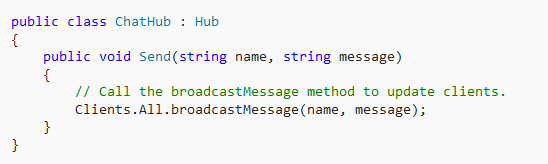 public class ChatHub : Hub
{
    public void Send(string name, string message)
    {
        // Call the broadcastMessage method to update clients.
        Clients.All.broadcastMessage(name, message);
    }
}